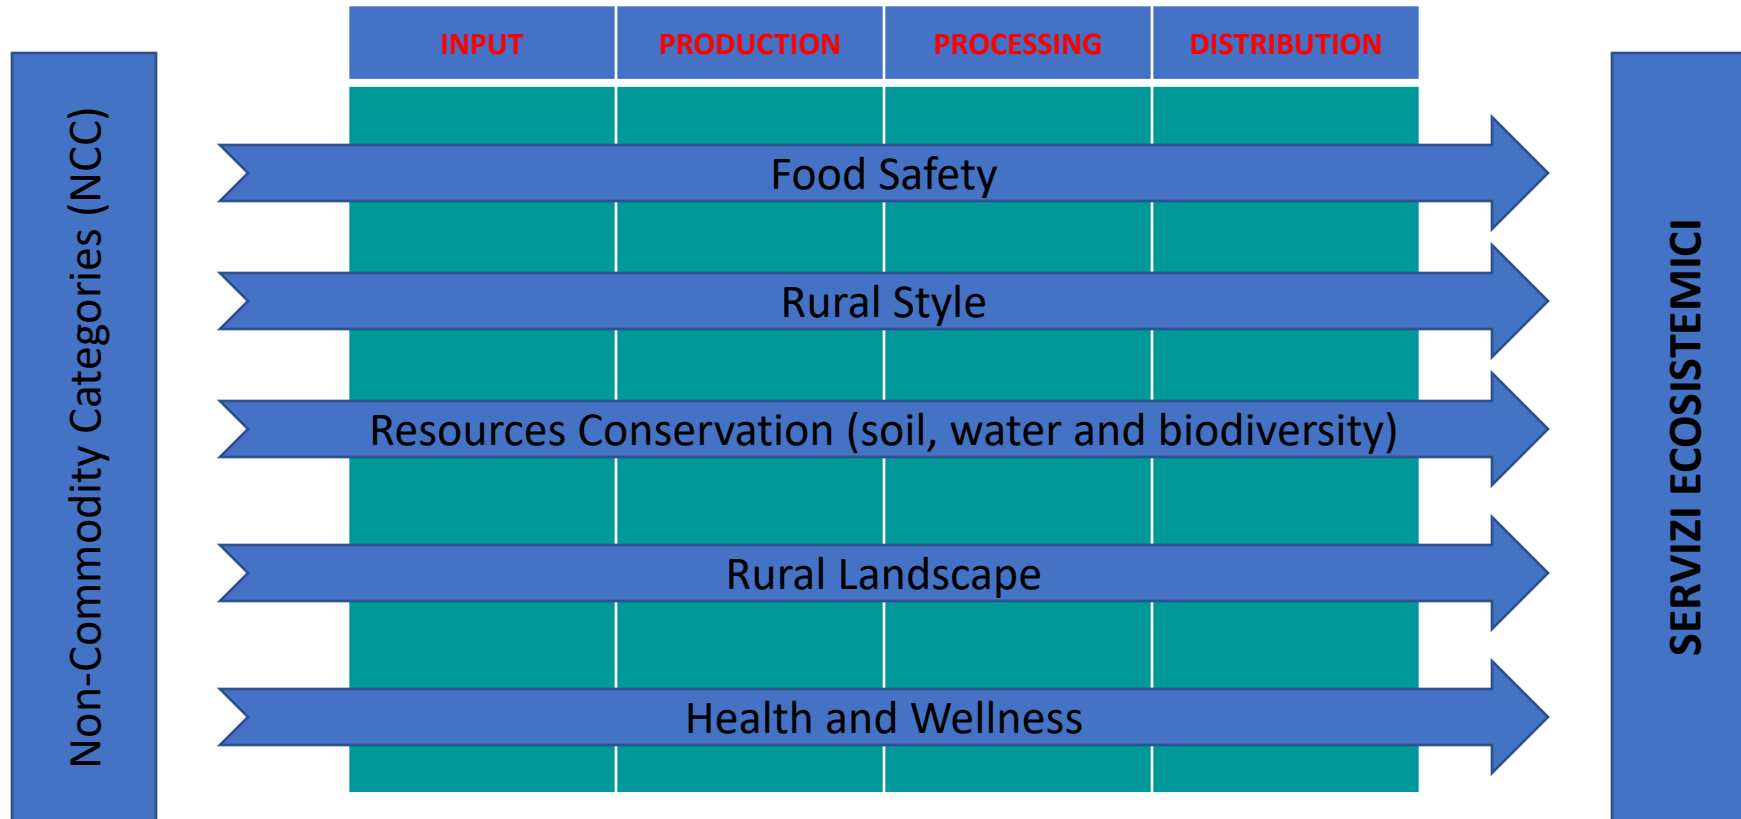 INPUT PRODUCTION PROCESSING DISTRIBUTION
Non-Commodity Categories (NCC)
Food Safety
Rural Style
Resources Conservation (soil, water and biodiversity)
Rural Landscape
Health and Wellness
SERVIZI ECOSISTEMICI